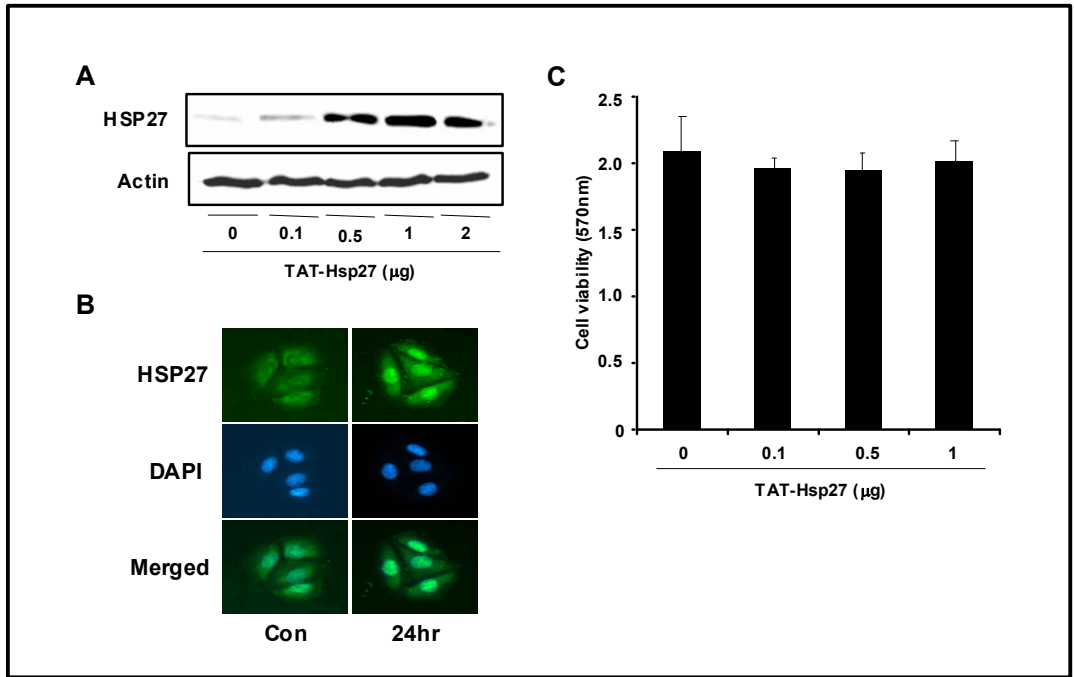 A
HSP27
Actin
0 0.1 0.5 1 2
TAT-Hsp27 (μg)
B
HSP27
DAPI
Merged
Con 24hr
C
Cell viability (570nm)
2.5
2.0
1.5
1.0
0.5
0
0 0.1 0.5 1
TAT-Hsp27 (μg)